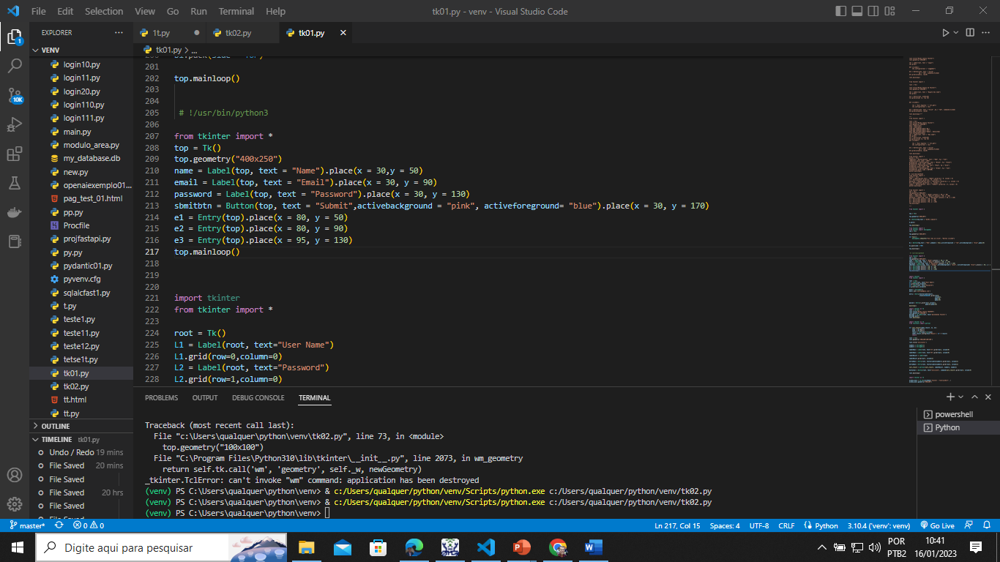 File Edit Selection View Go Run Terminal Help
tk01.py - venv - Visual Studio Code
EXPLORER
1t.py
tk02.py
tk01.py
VENV
tk01.py > ...
login10.py
login11.py
login20.py
login110.py
login111.py
main.py
modulo_area.py
my_database.db
new.py
openaiexemplo01...
pag_test_01.html
pp.py
Procfile
projfastapi.py
py.py
pydantic01.py
pyvenv.cfg
sqlalcfast1.py
t.py
teste1.py
teste11.py
teste12.py
tetse1t.py
tk01.py
tk02.py
tt.html
tt.py
OUTLINE
TIMELINE tk01.py
Undo / Redo 19 mins
File Saved 20 mins
File Saved
File Saved 20 hrs
File Saved
201
202 top.mainloop()
203
204
205 # !/usr/bin/python3
206
207 from tkinter import *
208 top = Tk()
209 top.geometry("400x250")
210 name = Label(top, text = "Name").place(x = 30,y = 50)
211 email = Label(top, text = "Email").place(x = 30, y = 90)
212 password = Label(top, text = "Password").place(x = 30, y = 130)
213 sbmitbtn = Button(top, text = "Submit",activebackground = "pink", activeforeground= "blue").place(x = 30, y = 170)
214 e1 = Entry(top).place(x = 80, y = 50)
215 e2 = Entry(top).place(x = 80, y = 90)
216 e3 = Entry(top).place(x = 95, y = 130)
217 top.mainloop()
218
219
220
221 import tkinter
222 from tkinter import *
223
224 root = Tk()
225 L1 = Label(root, text="User Name")
226 L1.grid(row=0,column=0)
227 L2 = Label(root, text="Password")
228 L2.grid(row=1,column=0)
PROBLEMS OUTPUT DEBUG CONSOLE TERMINAL
Traceback (most recent call last):
File "c:\Users\qualquer\python\venv\tk02.py", line 73, in <module>
top.geometry("100x100")
File "C:\Program Files\Python310\lib\tkinter\__init__.py", line 2073, in wm_geometry
return self.tk.call('wm', 'geometry', self._w, newGeometry)
_tkinter.TclError: can't invoke "wm" command: application has been destroyed
(venv) PS C:\Users\qualquer\python\venv> & c:/Users/qualquer/python/venv/Scripts/python.exe c:/Users/qualquer/python/venv/tk02.py
(venv) PS C:\Users\qualquer\python\venv> & c:/Users/qualquer/python/venv/Scripts/python.exe c:/Users/qualquer/python/venv/tk02.py
(venv) PS C:\Users\qualquer\python\venv>
powershell
Python
1
10K
master* 0 0
Ln 217, Col 15 Spaces: 4 UTF-8 CRLF Python 3.10.4 ('venv': venv) Go Live
Digite aqui para pesquisar
POR
PTB2
10:41
16/01/2023